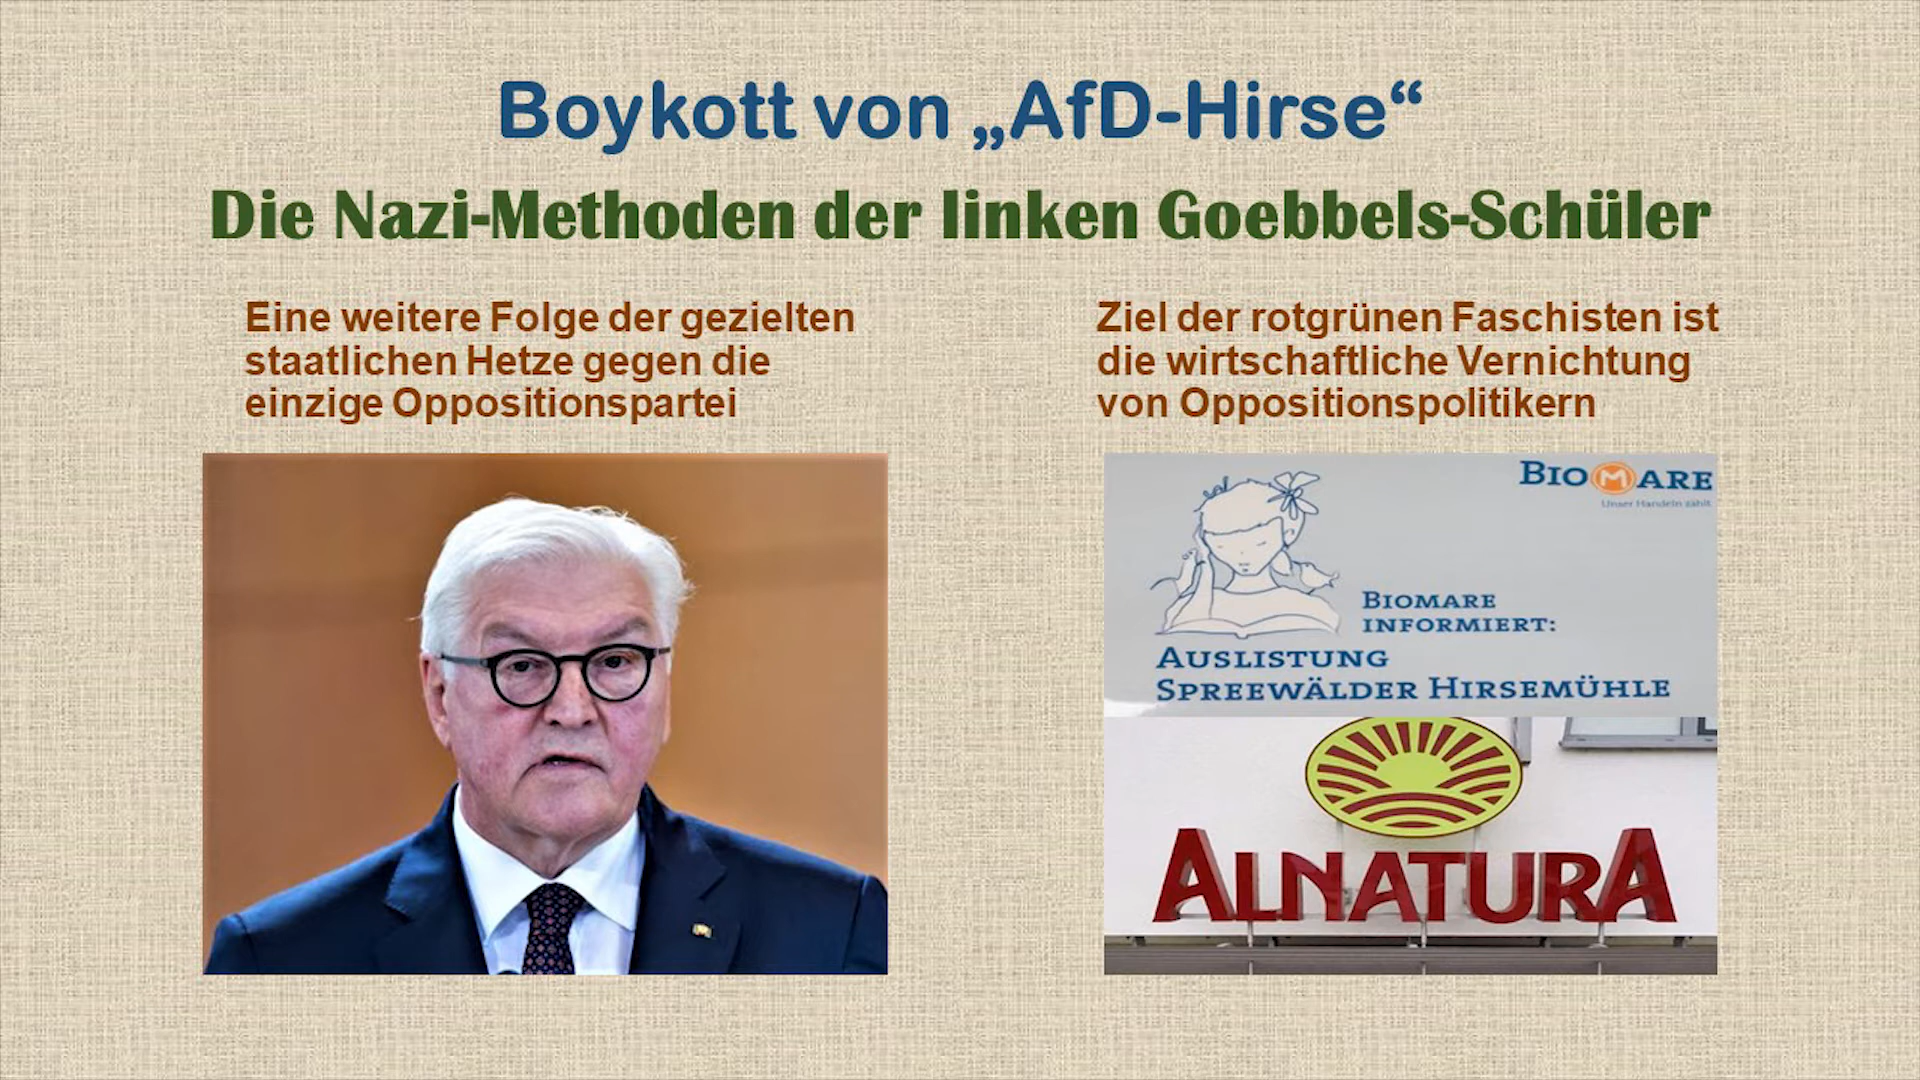 Boykott von „AfD-Hirse“
Die Nazi-Methoden der linken Goebbels-Schüler
Eine weitere Folge der gezielten
staatlichen Hetze gegen die
einzige Oppositionspartei
Ziel der rotgrünen Faschisten ist
die wirtschaftliche Vernichtung
von Oppositionspolitikern
BIOMARE
Unser Handeln zählt
BIOMARE
INFORMIERT:
AUSLISTUNG
SPREEWÄLDER HIRSEMÜHLE
ALNATURA